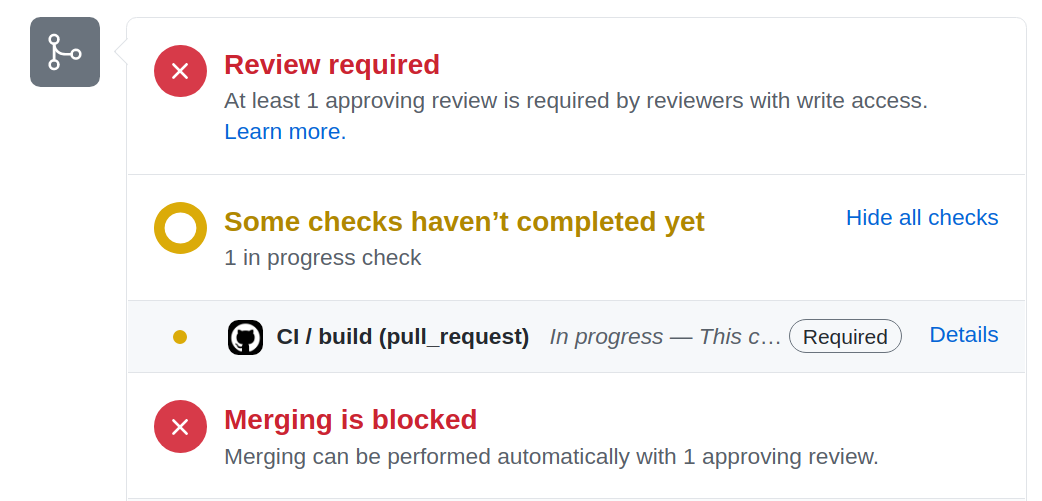 Review required
At least 1 approving review is required by reviewers with write access.
Learn more.
Some checks haven’t completed yet
Hide all checks
1 in progress check
CI / build (pull_request) In progress — This c… Required Details
Merging is blocked
Merging can be performed automatically with 1 approving review.